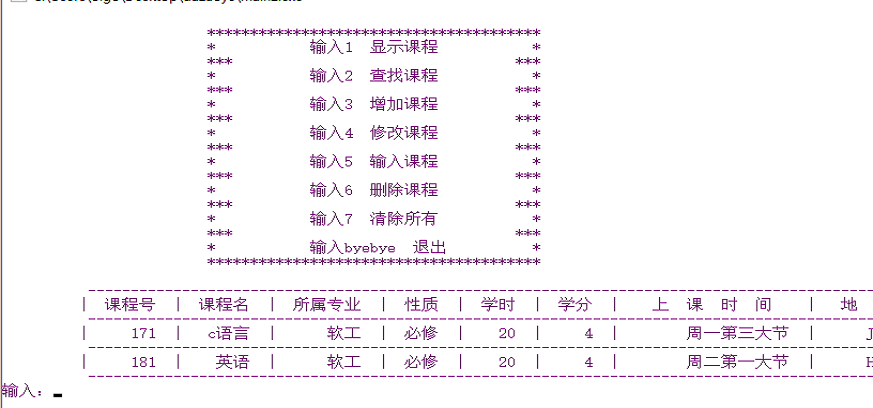 ***************************************
* 输入1 显示课程 *
*** ***
* 输入2 查找课程 *
*** ***
* 输入3 增加课程 *
*** ***
* 输入4 修改课程 *
*** ***
* 输入5 输入课程 *
*** ***
* 输入6 删除课程 *
*** ***
* 输入7 清除所有 *
*** ***
* 输入byebye 退出 *
***************************************
| 课程号 | 课程名 | 所属专业 | 性质 | 学时 | 学分 | 上 课 时 间 | 地
| 171 | c语言 | 软工 | 必修 | 20 | 4 | 周一第三大节 |
| 181 | 英语 | 软工 | 必修 | 20 | 4 | 周二第一大节 |
输入：